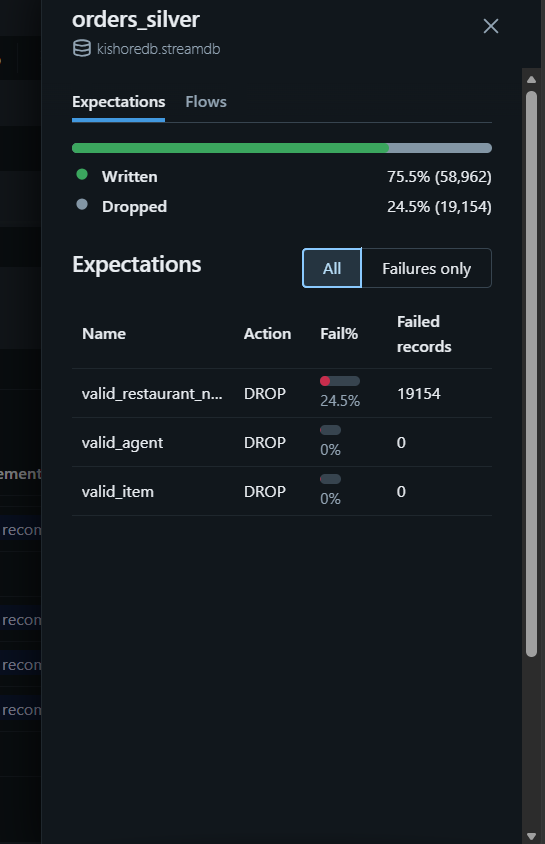 orders_silver
kishoredb.streamdb
Expectations Flows
Written 75.5% (58,962)
Dropped 24.5% (19,154)
Expectations All Failures only
Name Action Fail% Failed records
valid_restaurant_n... DROP 24.5% 19154
valid_agent DROP 0% 0
valid_item DROP 0% 0
ement
recon
recon
recon
recon